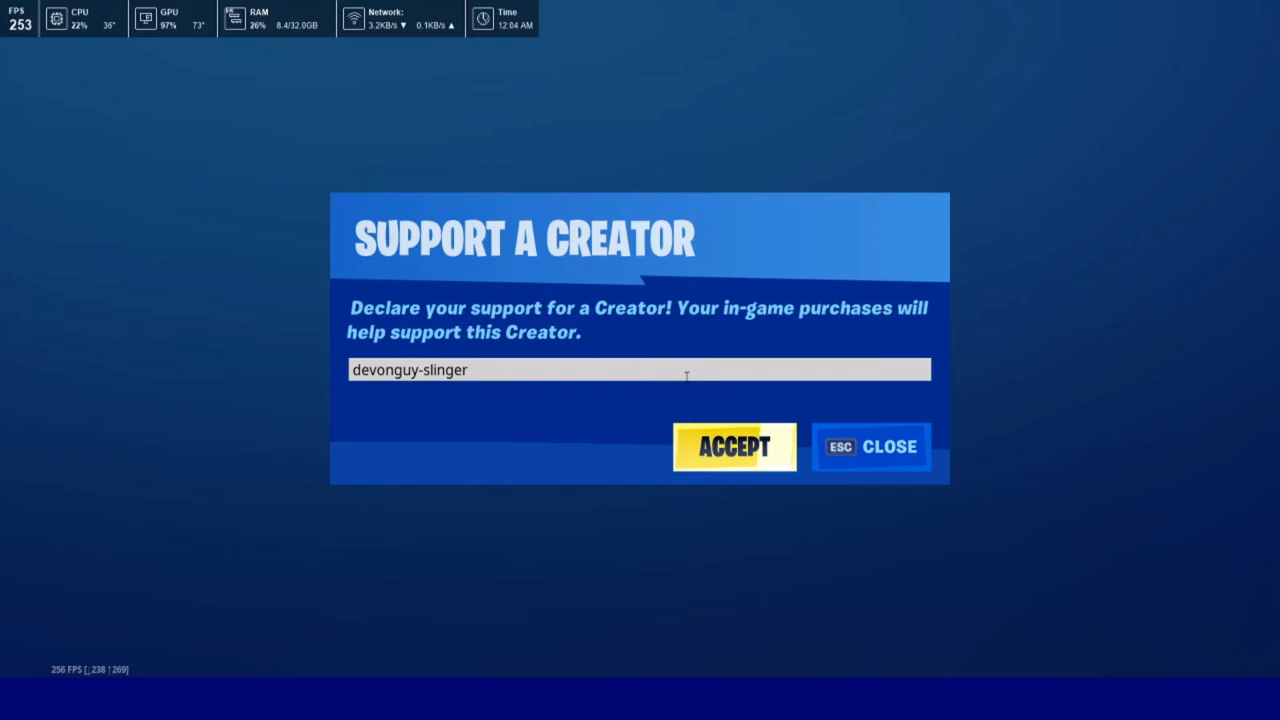 FPS
253
CPU
22% 36°
GPU
97% 73°
RAM
26% 8.4/32.0GB
Network:
3.2KB/s ▼ 0.1KB/s ▲
Time
12:04 AM
SUPPORT A CREATOR
Declare your support for a Creator! Your in-game purchases will
help support this Creator.
devonguy-slinger
ACCEPT
ESC CLOSE
256 FPS [↓238 ↑269]